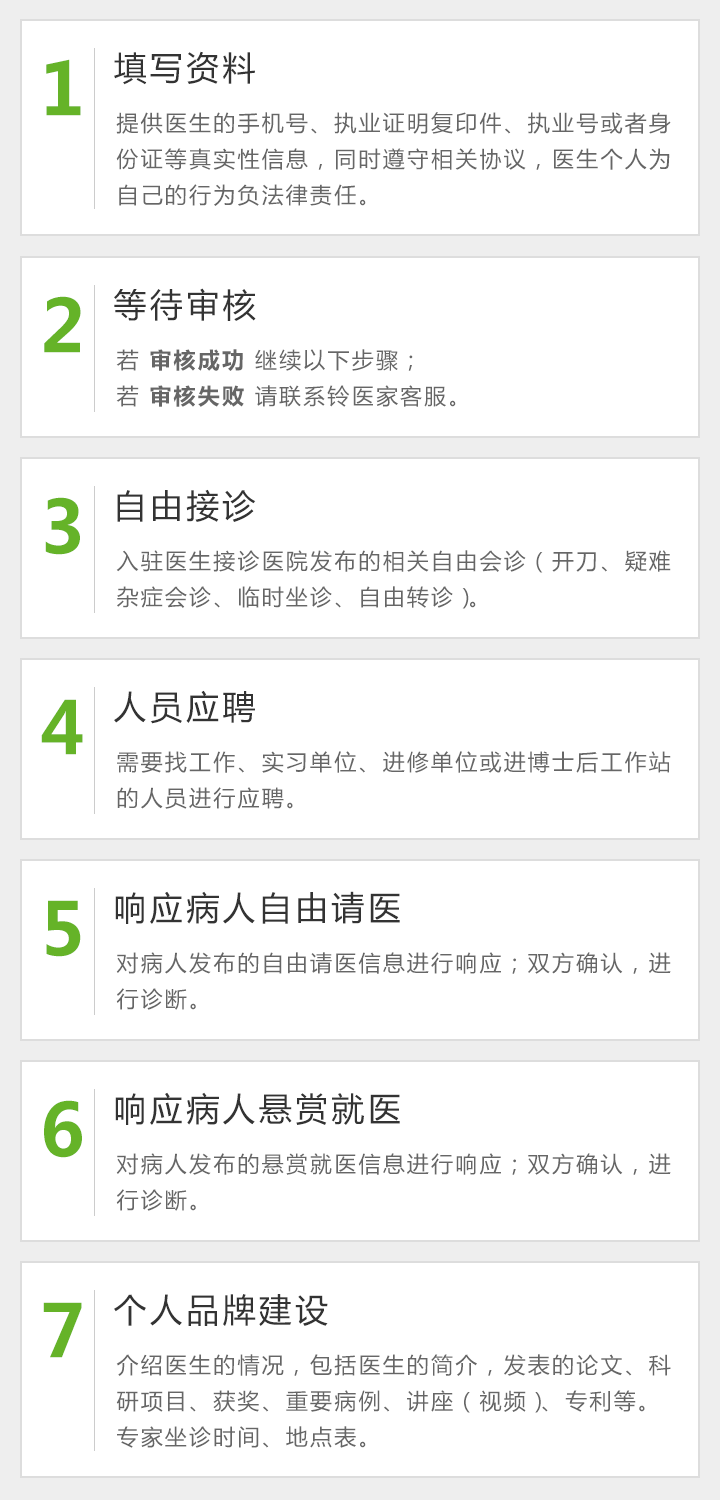 1
填写资料
提供医生的手机号、执业证明复印件、执业号或者身
份证等真实性信息，同时遵守相关协议，医生个人为
自己的行为负法律责任。
2
等待审核
若 审核成功 继续以下步骤；
若 审核失败 请联系铃医家客服。
3
自由接诊
入驻医生接诊医院发布的相关自由会诊（开刀、疑难
杂症会诊、临时坐诊、自由转诊）。
4
人员应聘
需要找工作、实习单位、进修单位或进博士后工作站
的人员进行应聘。
5
响应病人自由请医
对病人发布的自由请医信息进行响应；双方确认，进
行诊断。
6
响应病人悬赏就医
对病人发布的悬赏就医信息进行响应；双方确认，进
行诊断。
7
个人品牌建设
介绍医生的情况，包括医生的简介，发表的论文、科
研项目、获奖、重要病例、讲座（视频）、专利等。
专家坐诊时间、地点表。